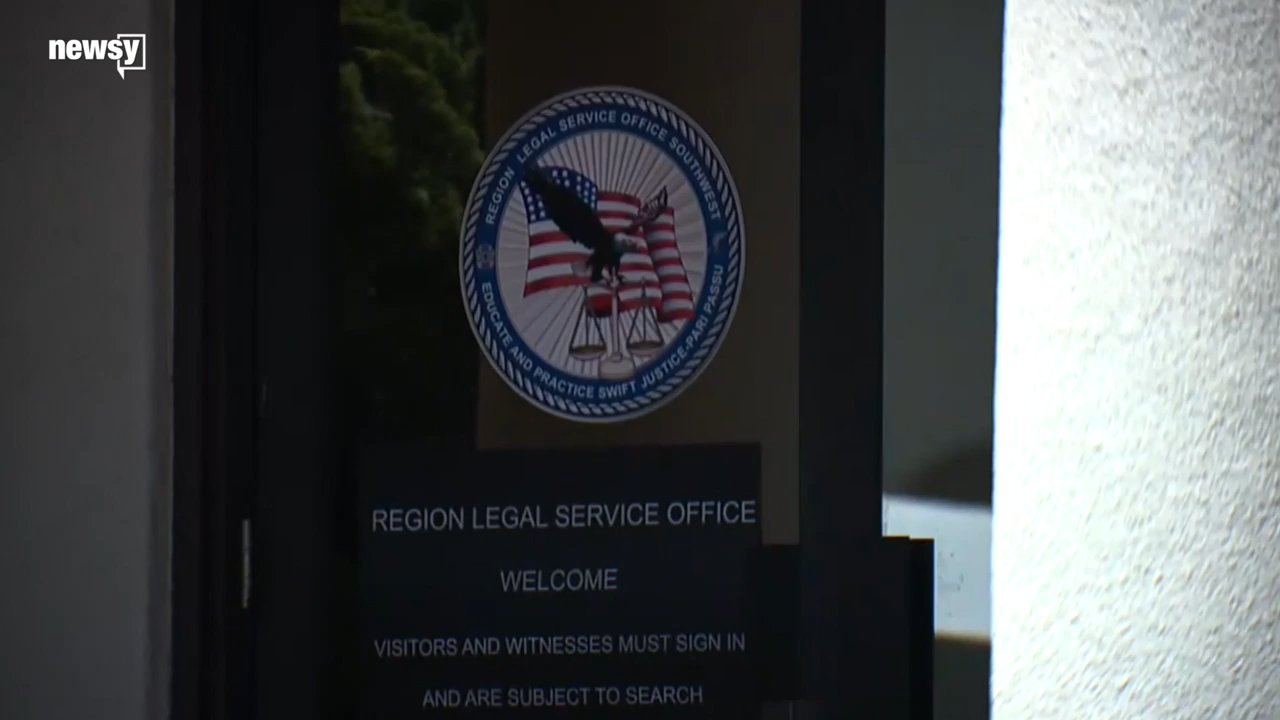 newsy
REGION LEGAL SERVICE OFFICE SOUTHWEST
EDUCATE AND PRACTICE SWIFT JUSTICE-PARI PASSU
REGION LEGAL SERVICE OFFICE
WELCOME
VISITORS AND WITNESSES MUST SIGN IN
AND ARE SUBJECT TO SEARCH